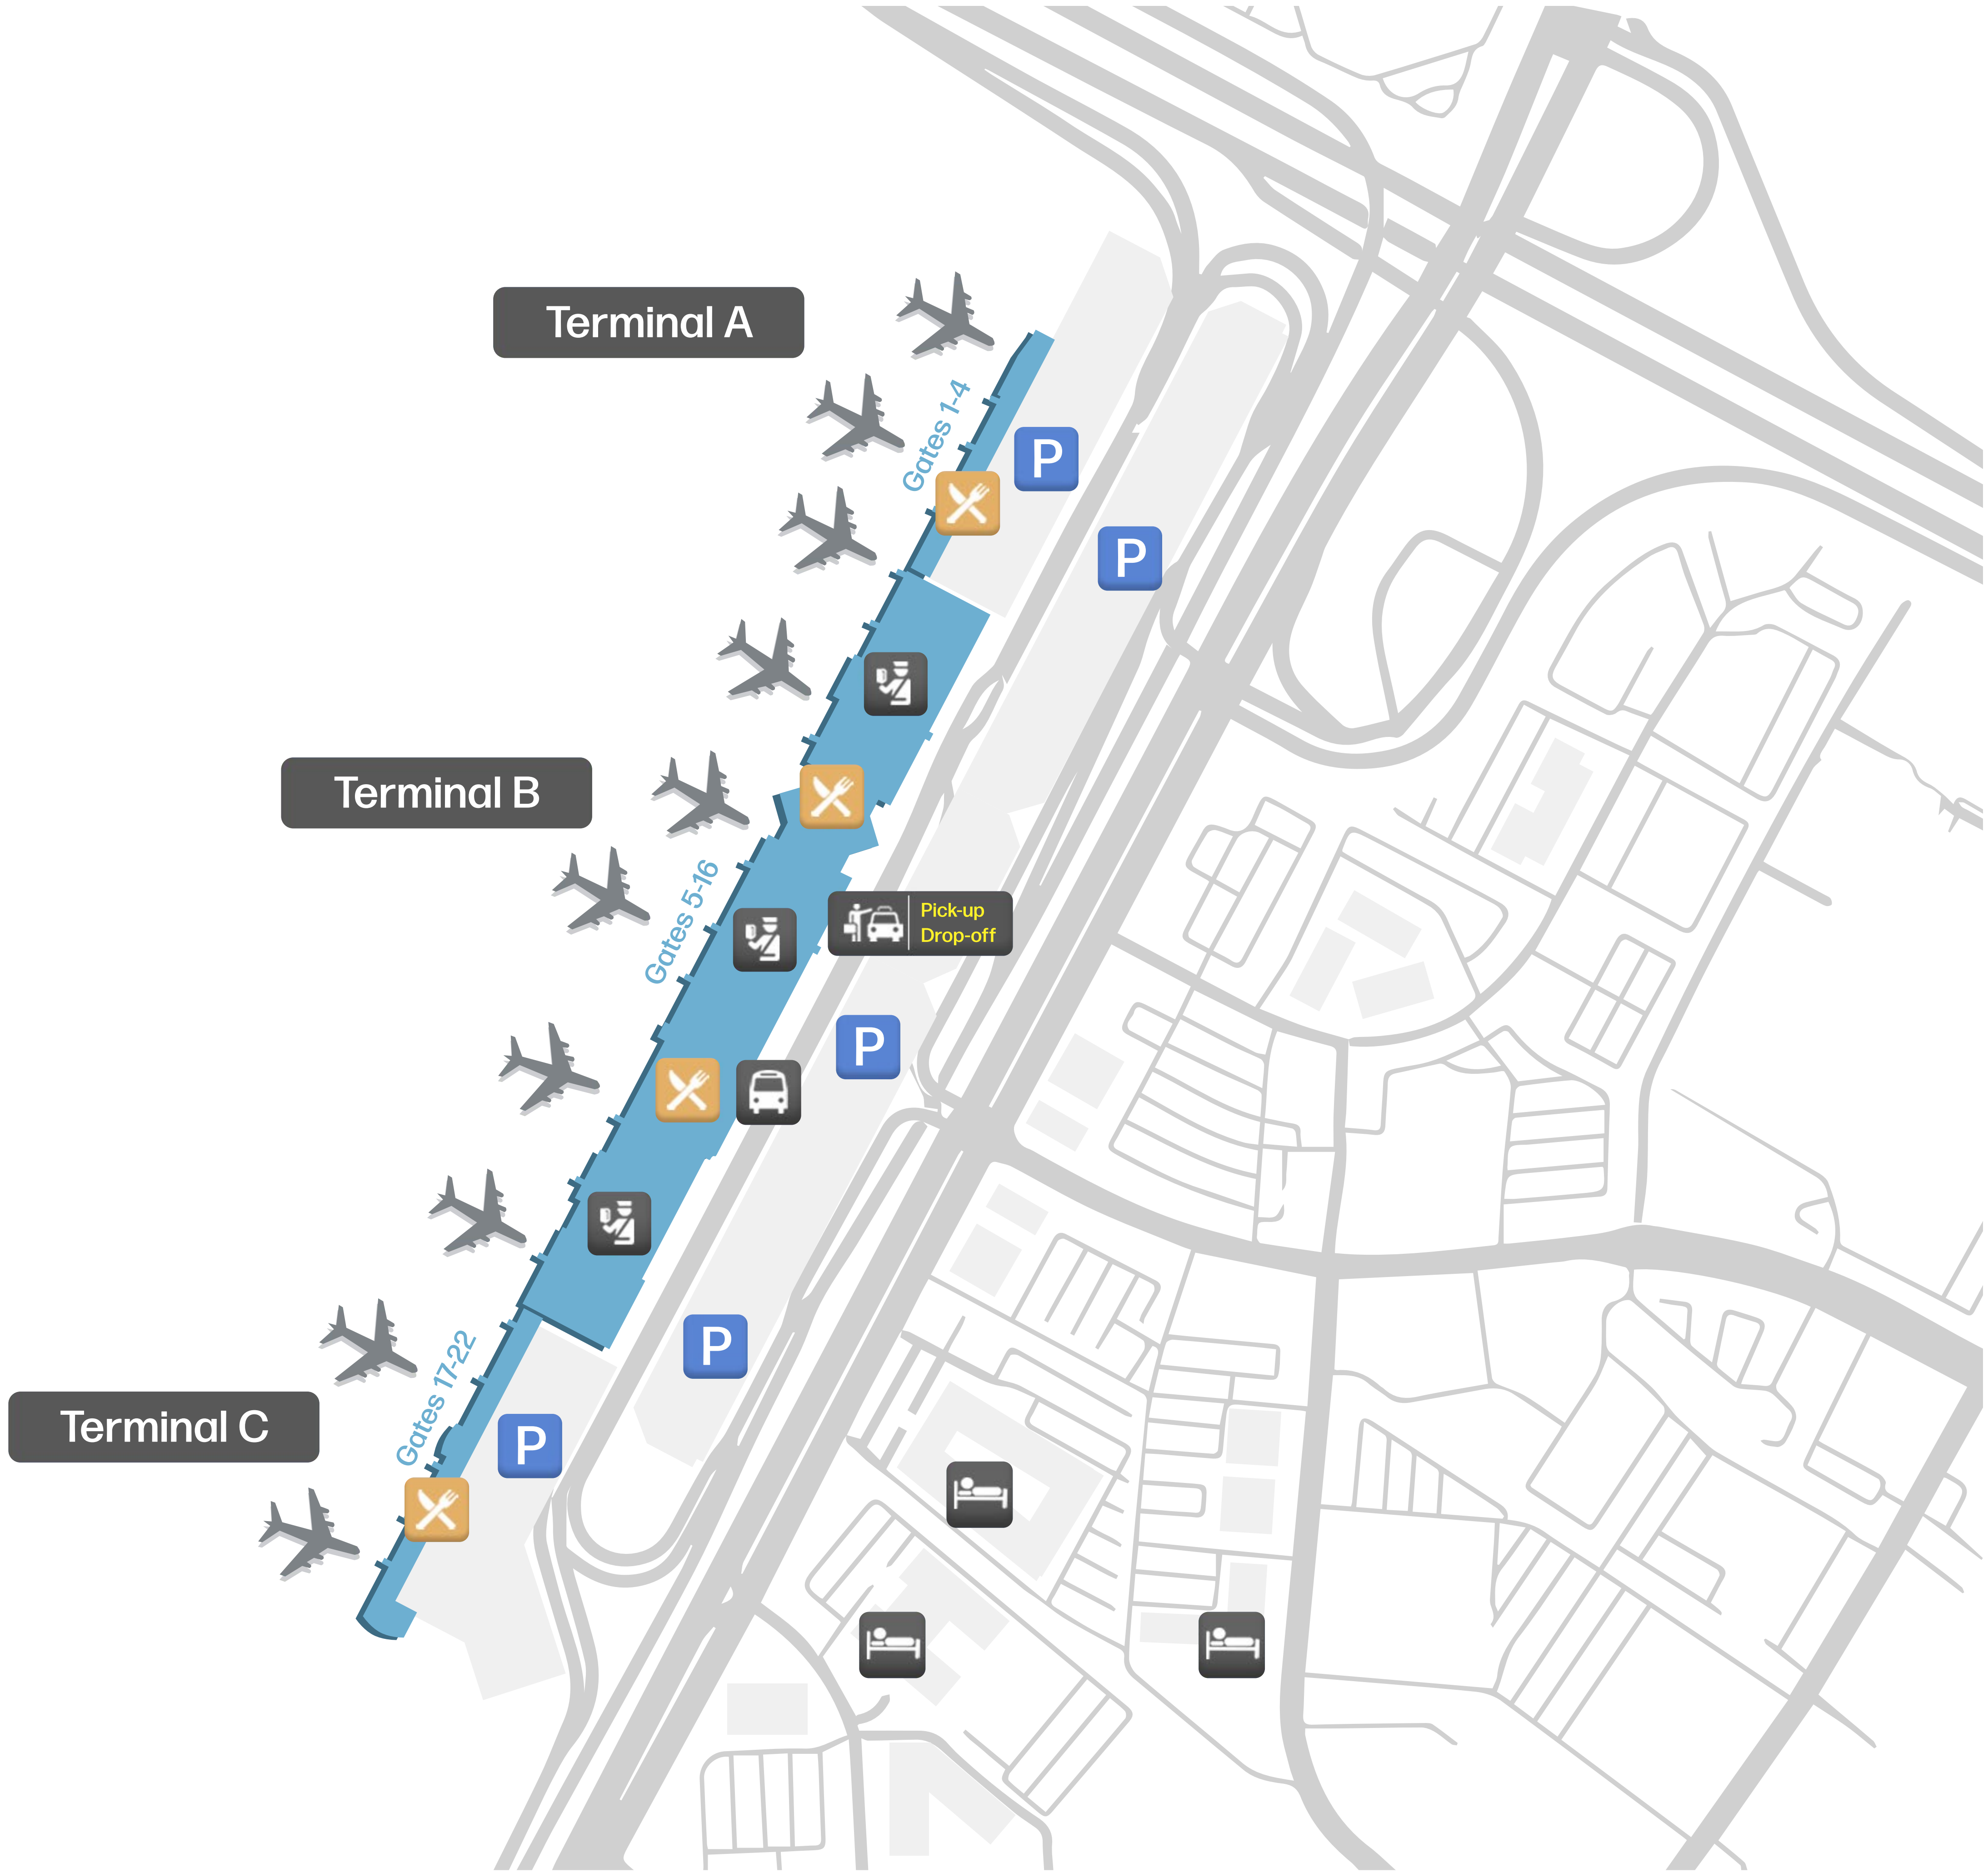 Terminal A
Gates 1-4
P
P
Terminal B
Gates 5-16
Pick-up
Drop-off
P
P
Gates 17-22
Terminal C
P